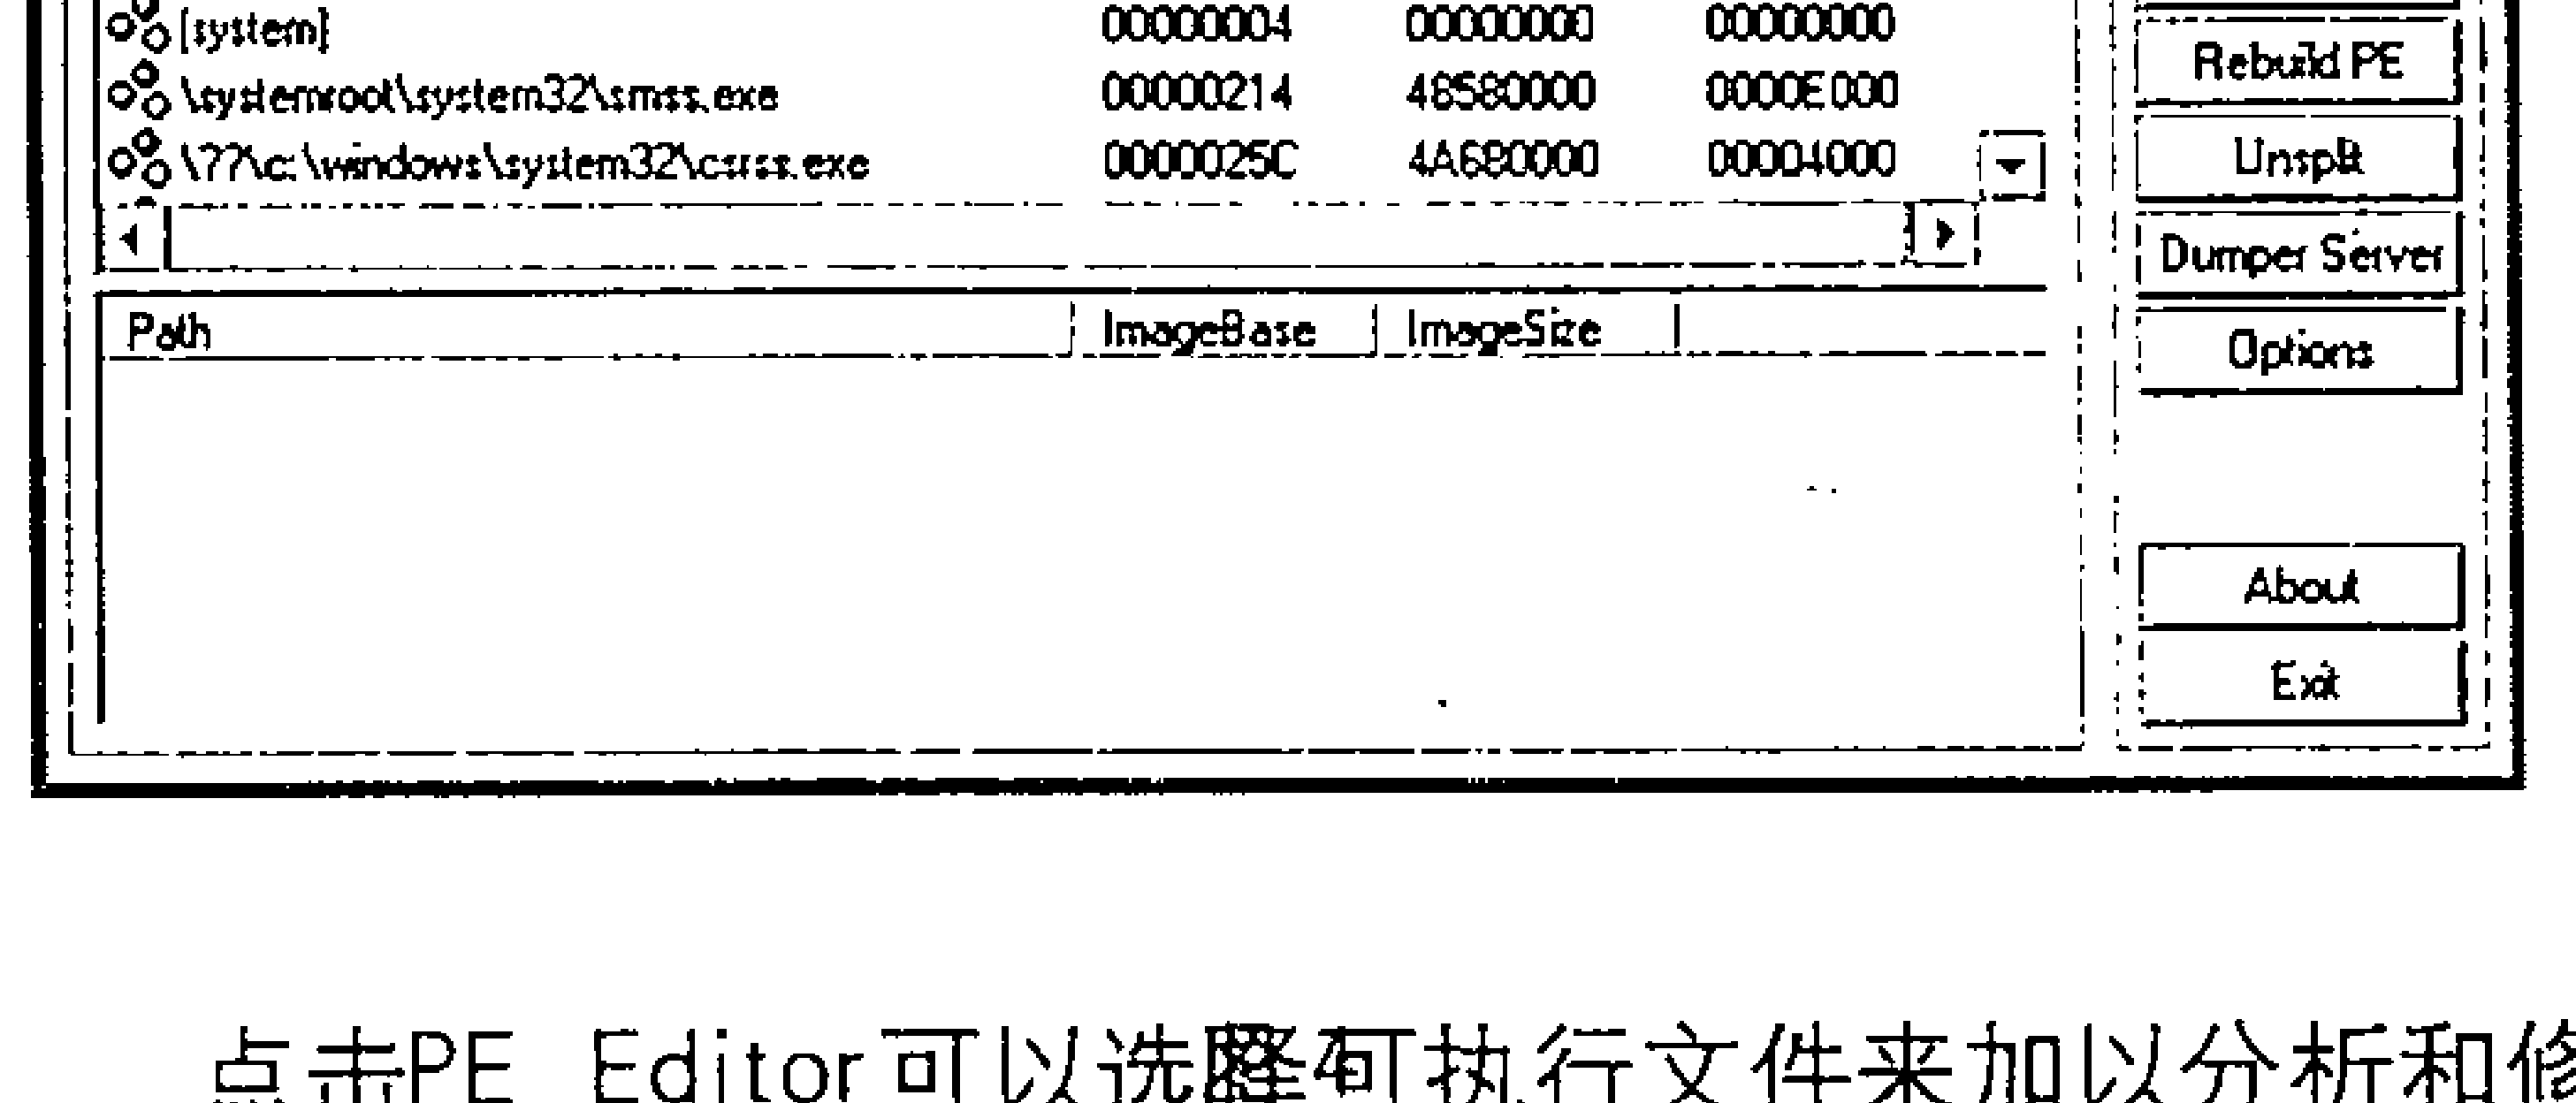 [system] 00000004 00000000 00000000
\systemroot\system32\smss.exe 00000214 48580000 0000E000
\??\c:\windows\system32\csrss.exe 0000025C 4A680000 00004000
Rebuild PE
Unsplit
Dumper Server
Options
Path ImageBase ImageSize
About
Exit
点击PE Editor可以选 可执行文件来加以分析和修